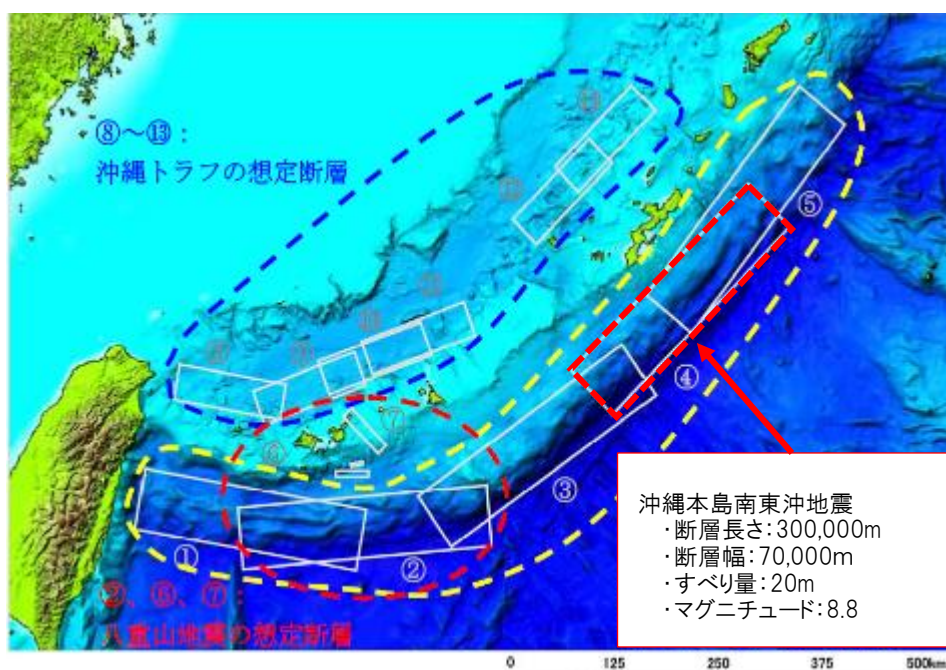 ⑧～⑬：
沖縄トラフの想定断層
⑤
④
③
⑦
⑥
①
②
②、⑥、⑦：
八重山地震の想定断層
沖縄本島南東沖地震
・断層長さ：300,000m
・断層幅：70,000m
・すべり量：20m
・マグニチュード：8.8
0 125 250 375 500km